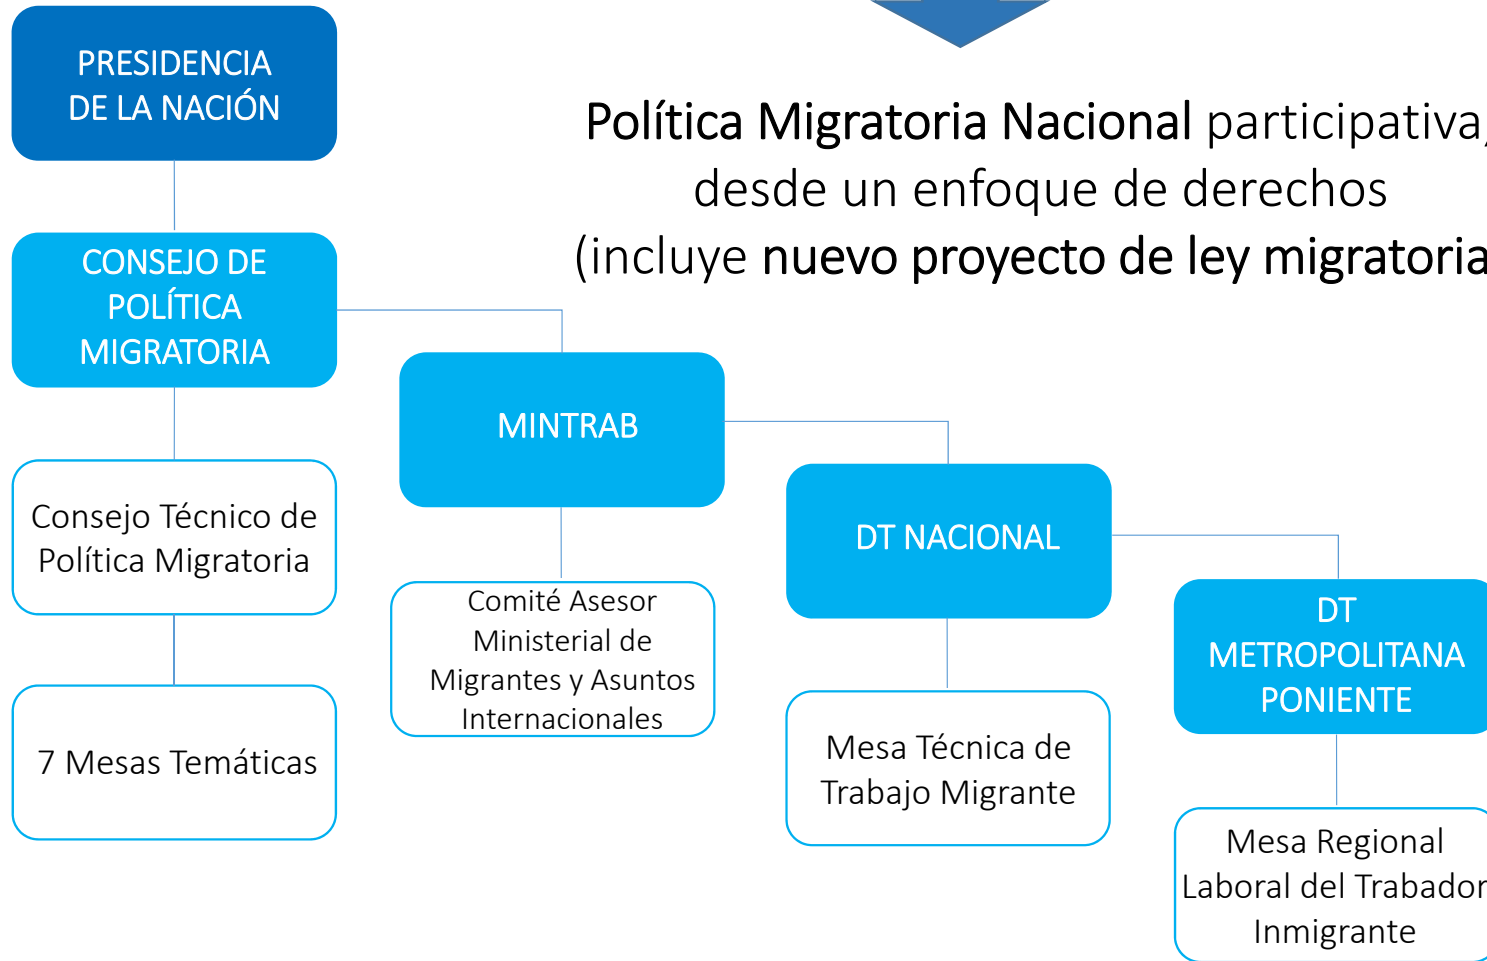 PRESIDENCIA
DE LA NACIÓN
Política Migratoria Nacional participativa,
desde un enfoque de derechos
(incluye nuevo proyecto de ley migratoria
CONSEJO DE
POLÍTICA
MIGRATORIA
MINTRAB
DT NACIONAL
DT
METROPOLITANA
PONIENTE
Consejo Técnico de
Política Migratoria
Comité Asesor
Ministerial de
Migrantes y Asuntos
Internacionales
7 Mesas Temáticas
Mesa Técnica de
Trabajo Migrante
Mesa Regional
Laboral del Trabador
Inmigrante